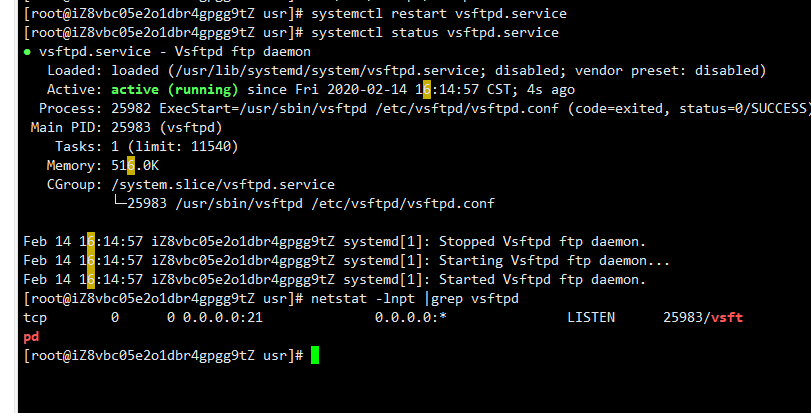 [root@iZ8vbc05e2o1dbr4gpgg9tZ usr]# systemctl restart vsftpd.service
[root@iZ8vbc05e2o1dbr4gpgg9tZ usr]# systemctl status vsftpd.service
● vsftpd.service - Vsftpd ftp daemon
Loaded: loaded (/usr/lib/systemd/system/vsftpd.service; disabled; vendor preset: disabled)
Active: active (running) since Fri 2020-02-14 16:14:57 CST; 4s ago
Process: 25982 ExecStart=/usr/sbin/vsftpd /etc/vsftpd/vsftpd.conf (code=exited, status=0/SUCCESS)
Main PID: 25983 (vsftpd)
Tasks: 1 (limit: 11540)
Memory: 516.0K
CGroup: /system.slice/vsftpd.service
└─25983 /usr/sbin/vsftpd /etc/vsftpd/vsftpd.conf
Feb 14 16:14:57 iZ8vbc05e2o1dbr4gpgg9tZ systemd[1]: Stopped Vsftpd ftp daemon.
Feb 14 16:14:57 iZ8vbc05e2o1dbr4gpgg9tZ systemd[1]: Starting Vsftpd ftp daemon...
Feb 14 16:14:57 iZ8vbc05e2o1dbr4gpgg9tZ systemd[1]: Started Vsftpd ftp daemon.
[root@iZ8vbc05e2o1dbr4gpgg9tZ usr]# netstat -lnpt |grep vsftpd
tcp 0 0 0.0.0.0:21 0.0.0.0:* LISTEN 25983/vsft
pd
[root@iZ8vbc05e2o1dbr4gpgg9tZ usr]#